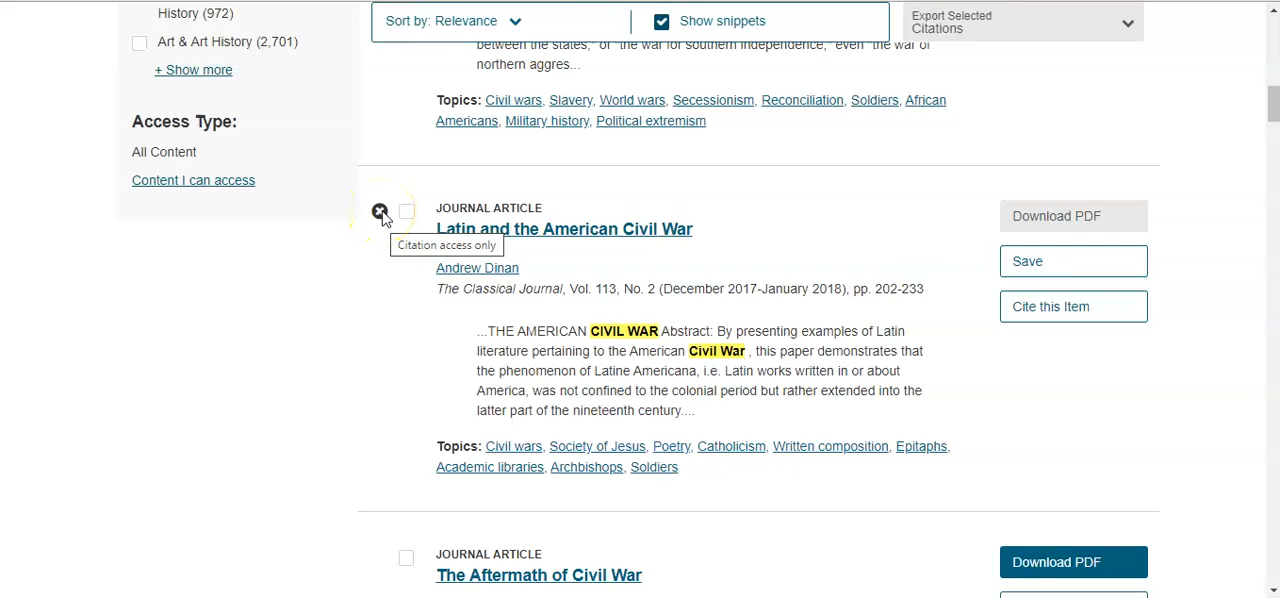 History (972)
Art & Art History (2,701)
+ Show more
Access Type:
All Content
Content I can access
Sort by: Relevance
Show snippets
Export Selected
Citations
between the states," or "the war for southern independence," even "the war of
northern aggres...
Topics: Civil wars, Slavery, World wars, Secessionism, Reconciliation, Soldiers, African
Americans, Military history, Political extremism
JOURNAL ARTICLE
Latin and the American Civil War
Citation access only
Andrew Dinan
The Classical Journal, Vol. 113, No. 2 (December 2017-January 2018), pp. 202-233
...THE AMERICAN CIVIL WAR Abstract: By presenting examples of Latin
literature pertaining to the American Civil War , this paper demonstrates that
the phenomenon of Latine Americana, i.e. Latin works written in or about
America, was not confined to the colonial period but rather extended into the
latter part of the nineteenth century....
Topics: Civil wars, Society of Jesus, Poetry, Catholicism, Written composition, Epitaphs,
Academic libraries, Archbishops, Soldiers
Download PDF
Save
Cite this Item
JOURNAL ARTICLE
The Aftermath of Civil War
Download PDF